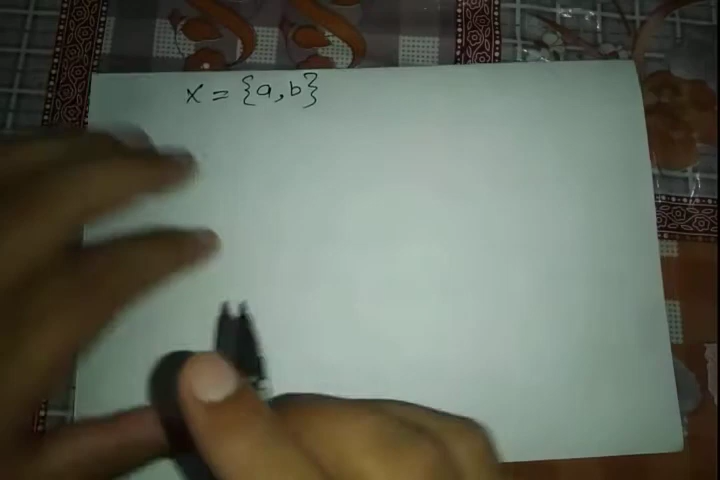 x = {a,b}